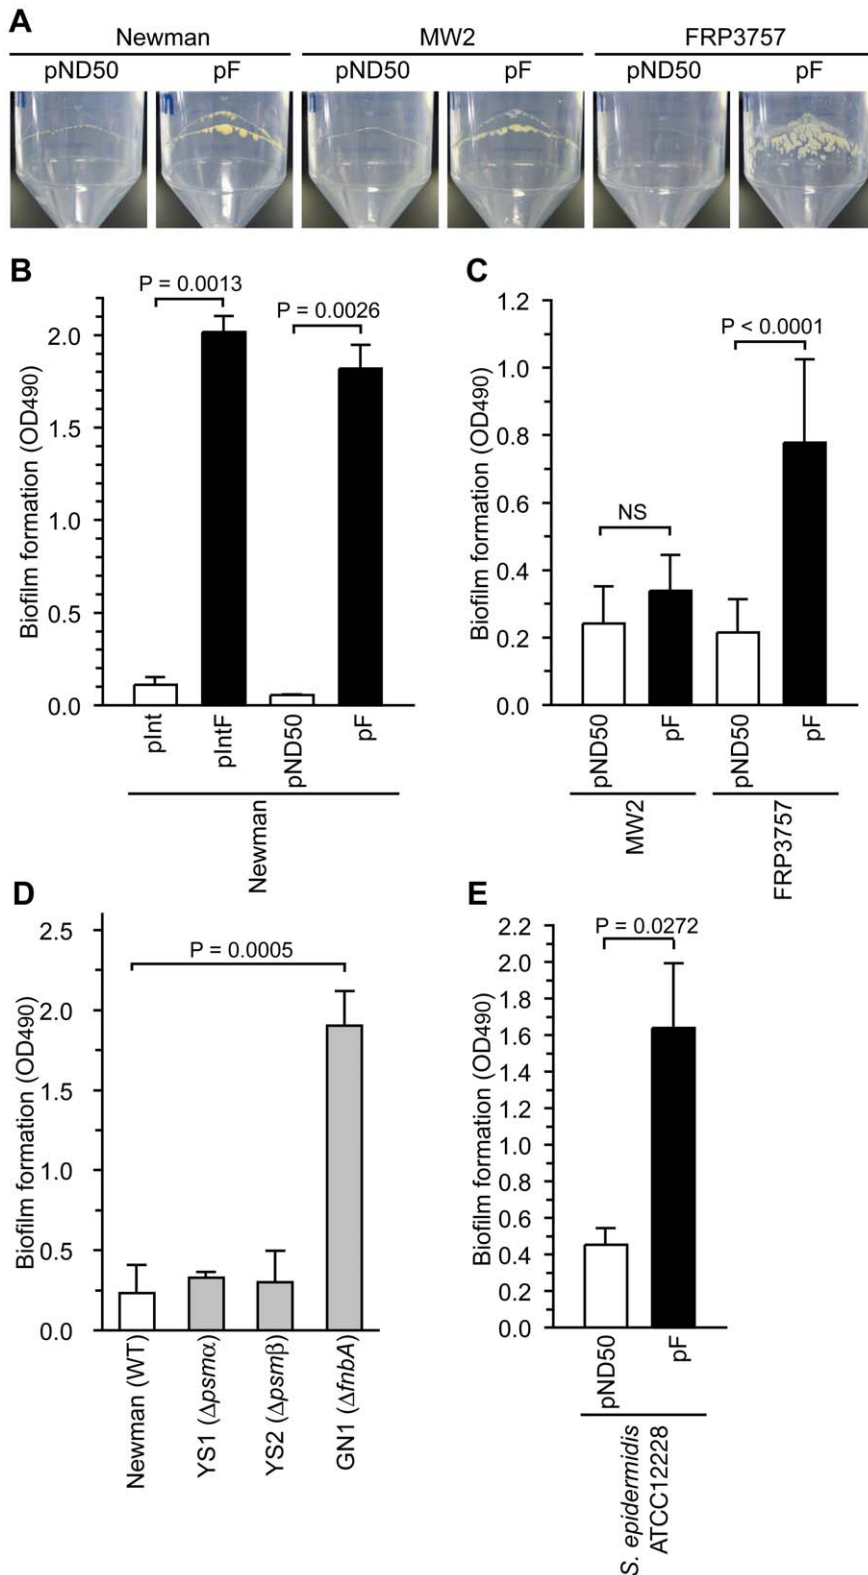 A
Newman MW2 FRP3757
pND50 pF pND50 pF pND50 pF
B
P = 0.0013
P = 0.0026
Biofilm formation (OD490)
2.0
1.5
1.0
0.5
0.0
pInt
pIntF
pND50
pF
Newman
C
P < 0.0001
NS
Biofilm formation (OD490)
1.2
1.0
0.8
0.6
0.4
0.2
0.0
pND50
pF
pND50
pF
MW2
FRP3757
D
P = 0.0005
Biofilm formation (OD490)
2.5
2.0
1.5
1.0
0.5
0.0
Newman (WT)
YS1 (Δpsmα)
YS2 (Δpsmβ)
GN1 (ΔfnbA)
E
P = 0.0272
Biofilm formation (OD490)
2.2
2.0
1.8
1.6
1.4
1.2
1.0
0.8
0.6
0.4
0.2
0.0
pND50
pF
S. epidermidis
ATCC12228